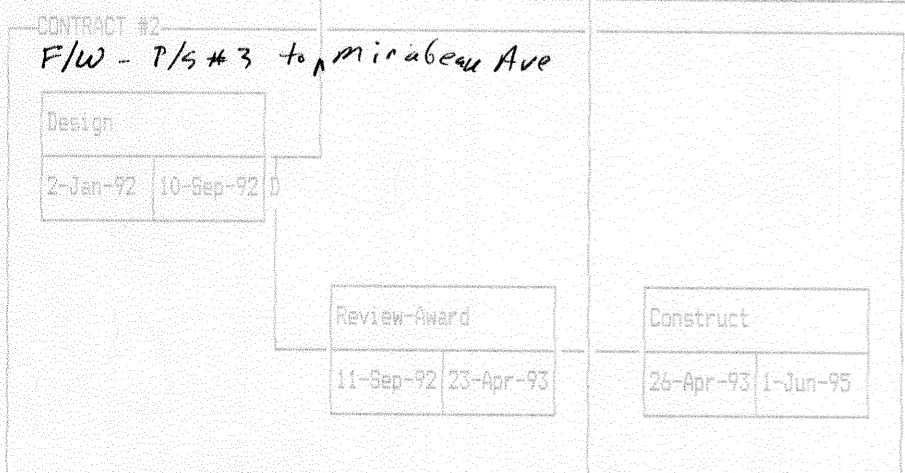 CONTRACT #2
F/W - P/S #3 to ^ Mirabeau Ave
Design
2-Jan-92 10-Sep-92 D
Review-Award
11-Sep-92 23-Apr-93
Construct
26-Apr-93 1-Jun-95